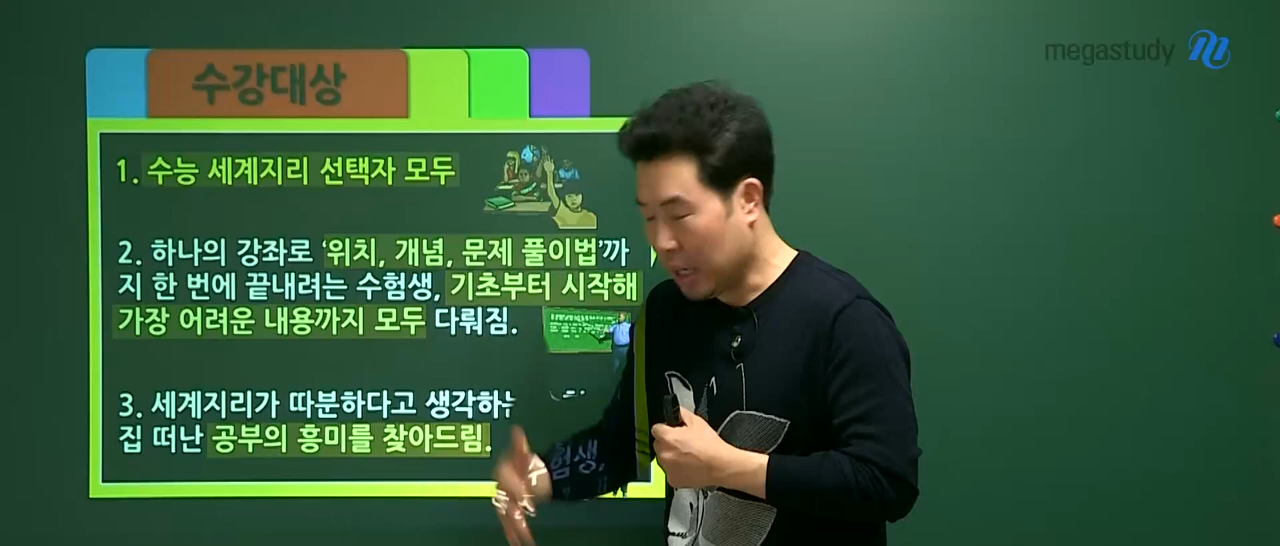 megastudy
수강대상
1. 수능 세계지리 선택자 모두
2. 하나의 강좌로 '위치, 개념, 문제 풀이법'까
지 한 번에 끝내려는 수험생, 기초부터 시작해
가장 어려운 내용까지 모두 다뤄짐.
3. 세계지리가 따분하다고 생각하는
수험생,
집 떠난 공부의 흥미를 찾아드림.